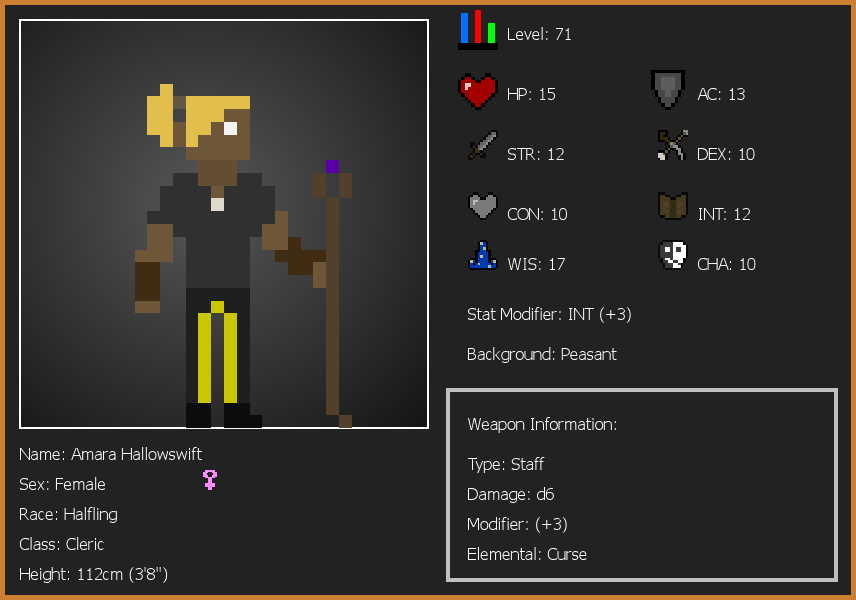 Level: 71
HP: 15
AC: 13
STR: 12
DEX: 10
CON: 10
INT: 12
WIS: 17
CHA: 10
Stat Modifier: INT (+3)
Background: Peasant
Weapon Information:
Type: Staff
Damage: d6
Modifier: (+3)
Elemental: Curse
Name: Amara Hallowswift
Sex: Female
Race: Halfling
Class: Cleric
Height: 112cm (3'8")